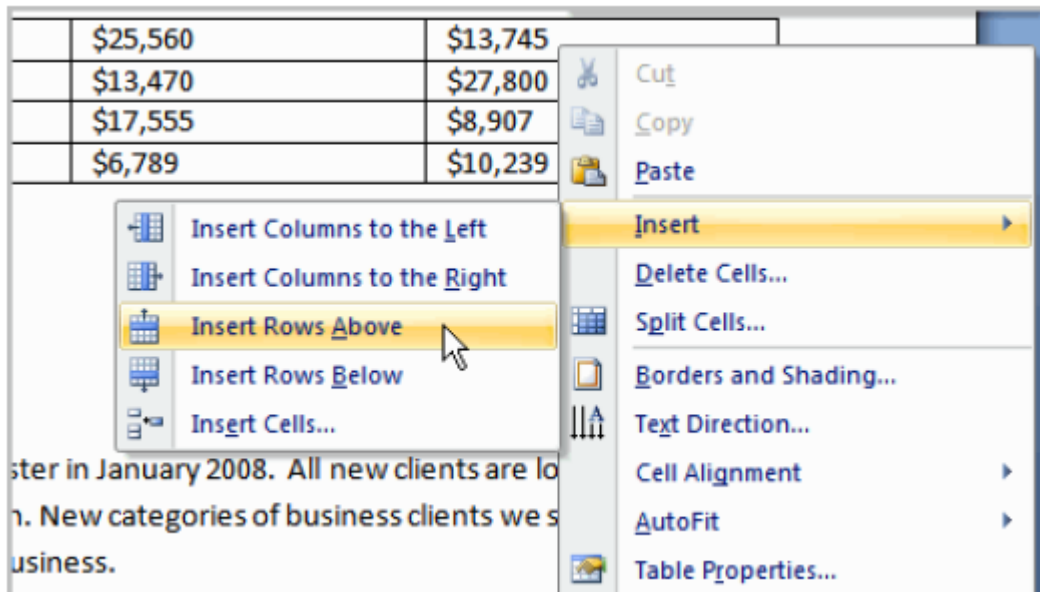 $25,560 $13,745
$13,470 $27,800
$17,555 $8,907
$6,789 $10,239
Cut
Copy
Paste
Insert
Delete Cells...
Split Cells...
Borders and Shading...
Text Direction...
Cell Alignment
AutoFit
Table Properties...
Insert Columns to the Left
Insert Columns to the Right
Insert Rows Above
Insert Rows Below
Insert Cells...
ster in January 2008. All new clients are lo
n. New categories of business clients we s
usiness.